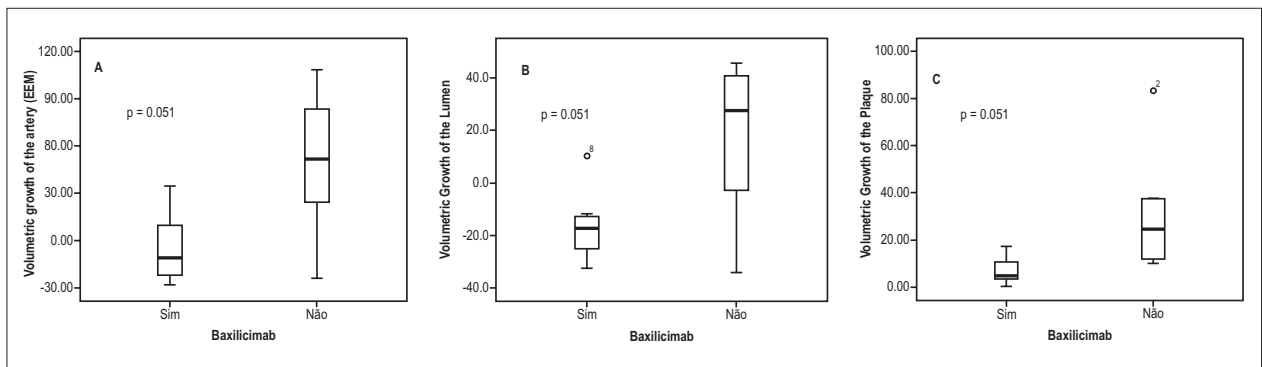 A
Volumetric growth of the artery (EEM)
120.00
90.00
80.00
30.00
0.00
-30.00
p = 0.051
Sim
Não
Baxilicimab
B
Volumetric Growth of the Lumen
40.0
20.0
0.0
-20.0
-40.0
p = 0.051
8
Sim
Não
Baxilicimab
C
Volumetric Growth of the Plaque
100.00
80.00
60.00
40.00
20.00
0.00
p = 0.051
2
Sim
Não
Baxilicimab